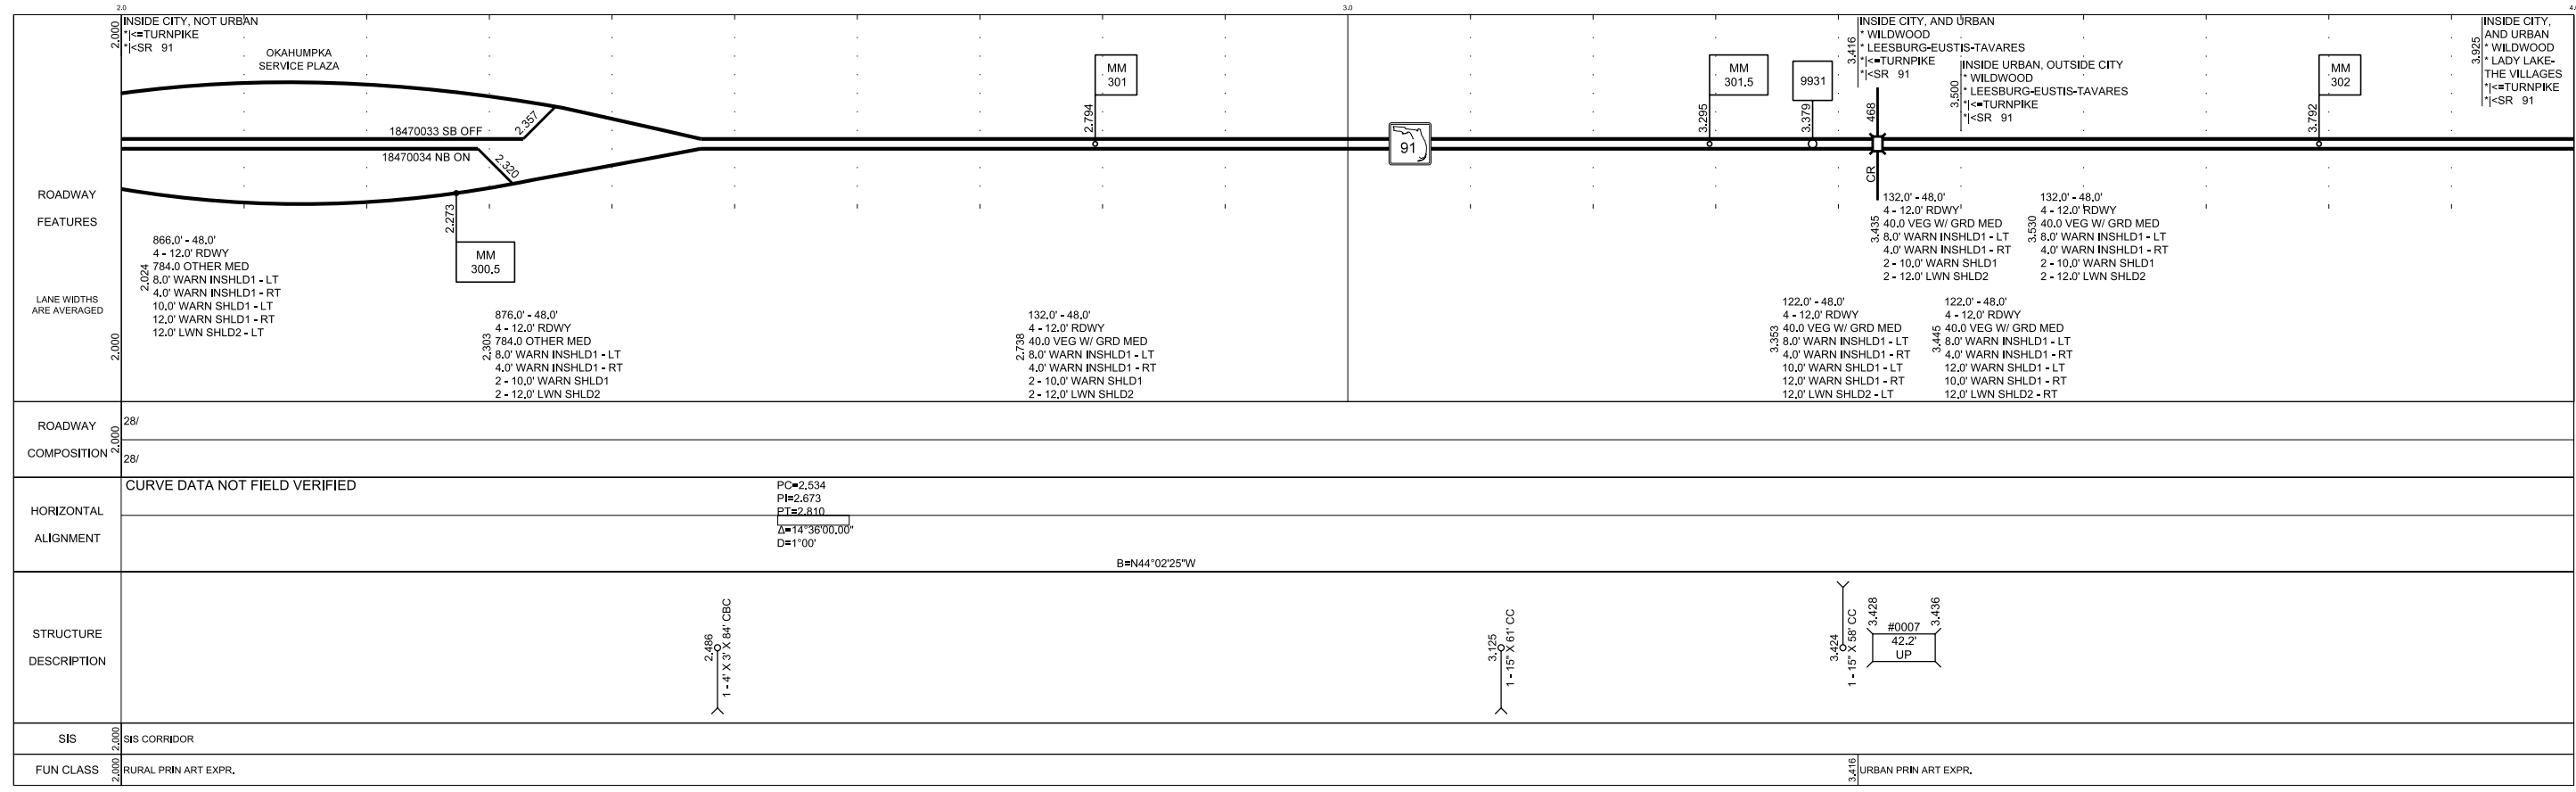 2.0
3.0
4.0
2.000
INSIDE CITY, NOT URBAN
*|<=TURNPIKE
*|<SR 91
OKAHUMPKA
SERVICE PLAZA
18470033 SB OFF
2.357
18470034 NB ON
2.320
2.273
MM
300.5
MM
301
2.794
91
MM
301.5
3.295
9931
3.379
3.416
INSIDE CITY, AND URBAN
* WILDWOOD
* LEESBURG-EUSTIS-TAVARES
*|<=TURNPIKE
*|<SR 91
468
CR
3.500
INSIDE URBAN, OUTSIDE CITY
* WILDWOOD
* LEESBURG-EUSTIS-TAVARES
*|<=TURNPIKE
*|<SR 91
MM
302
3.792
3.925
INSIDE CITY,
AND URBAN
* WILDWOOD
* LADY LAKE-
THE VILLAGES
*|<=TURNPIKE
*|<SR 91
ROADWAY
FEATURES
LANE WIDTHS
ARE AVERAGED
2.000
2.024
866.0' - 48.0'
4 - 12.0' RDWY
784.0 OTHER MED
8.0' WARN INSHLD1 - LT
4.0' WARN INSHLD1 - RT
10.0' WARN SHLD1 - LT
12.0' WARN SHLD1 - RT
12.0' LWN SHLD2 - LT
2.303
876.0' - 48.0'
4 - 12.0' RDWY
784.0 OTHER MED
8.0' WARN INSHLD1 - LT
4.0' WARN INSHLD1 - RT
2 - 10.0' WARN SHLD1
2 - 12.0' LWN SHLD2
2.738
132.0' - 48.0'
4 - 12.0' RDWY
40.0 VEG W/ GRD MED
8.0' WARN INSHLD1 - LT
4.0' WARN INSHLD1 - RT
2 - 10.0' WARN SHLD1
2 - 12.0' LWN SHLD2
3.353
122.0' - 48.0'
4 - 12.0' RDWY
40.0 VEG W/ GRD MED
8.0' WARN INSHLD1 - LT
4.0' WARN INSHLD1 - RT
10.0' WARN SHLD1 - LT
12.0' WARN SHLD1 - RT
12.0' LWN SHLD2 - LT
3.435
132.0' - 48.0'
4 - 12.0' RDWY
40.0 VEG W/ GRD MED
8.0' WARN INSHLD1 - LT
4.0' WARN INSHLD1 - RT
2 - 10.0' WARN SHLD1
2 - 12.0' LWN SHLD2
3.445
122.0' - 48.0'
4 - 12.0' RDWY
40.0 VEG W/ GRD MED
8.0' WARN INSHLD1 - LT
4.0' WARN INSHLD1 - RT
12.0' WARN SHLD1 - LT
10.0' WARN SHLD1 - RT
12.0' LWN SHLD2 - RT
3.530
132.0' - 48.0'
4 - 12.0' RDWY
40.0 VEG W/ GRD MED
8.0' WARN INSHLD1 - LT
4.0' WARN INSHLD1 - RT
2 - 10.0' WARN SHLD1
2 - 12.0' LWN SHLD2
ROADWAY
COMPOSITION
2.000
28/
28/
HORIZONTAL
ALIGNMENT
CURVE DATA NOT FIELD VERIFIED
PC=2.534
PI=2.673
PT=2.810
Δ=14°36'00.00"
D=1°00'
B=N44°02'25"W
STRUCTURE
DESCRIPTION
2.486
1 - 4' X 3' X 84' CBC
3.125
1 - 15" X 61' CC
3.424
1 - 15" X 58' CC
3.428
#0007
42.2'
UP
3.436
SIS
2.000
SIS CORRIDOR
FUN CLASS
2.000
RURAL PRIN ART EXPR.
3.416
URBAN PRIN ART EXPR.